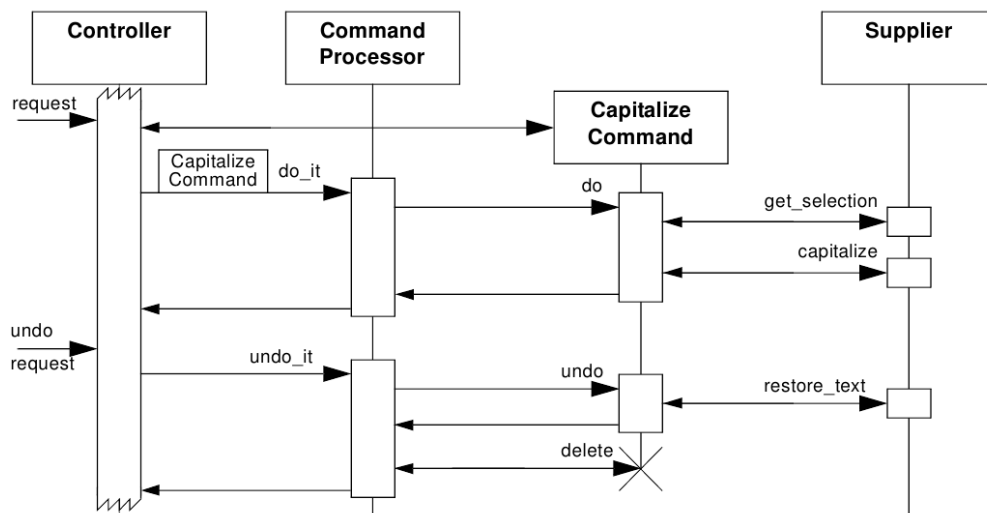 Controller
Command
Processor
Supplier
request
Capitalize
Command
Capitalize
Command
do_it
do
get_selection
capitalize
undo
request
undo_it
undo
restore_text
delete